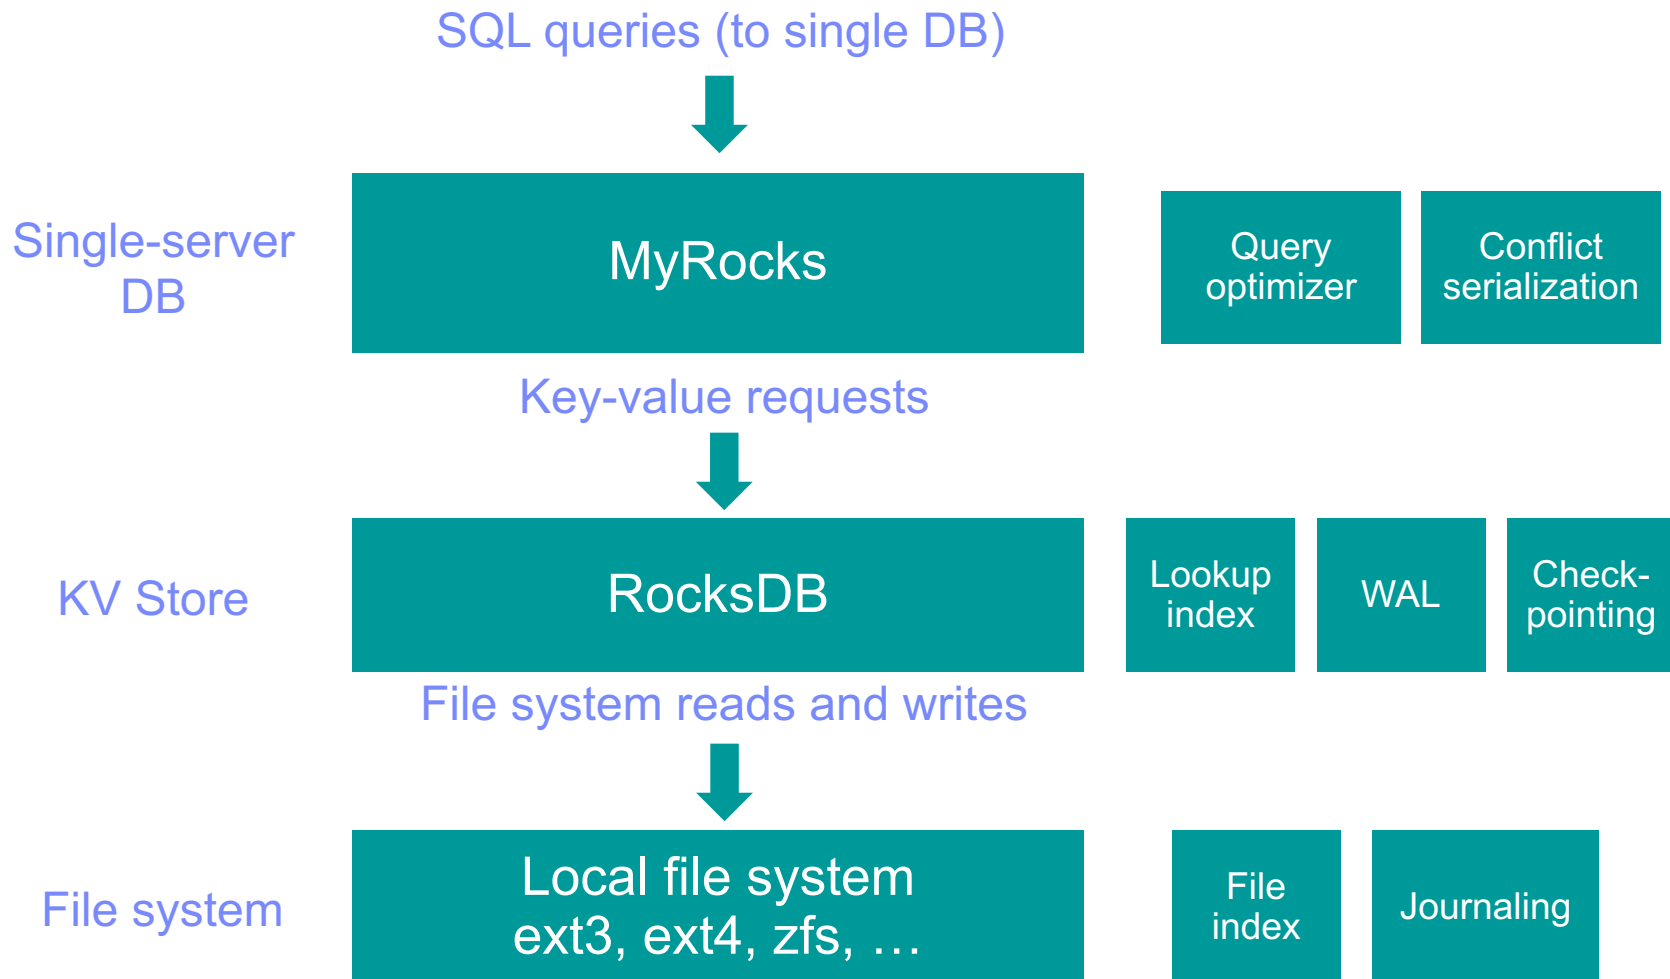 SQL queries (to single DB)
Single-server
DB
MyRocks
Query
optimizer
Conflict
serialization
Key-value requests
KV Store
RocksDB
Lookup
index
WAL
Check-
pointing
File system reads and writes
File system
Local file system
ext3, ext4, zfs, …
File
index
Journaling